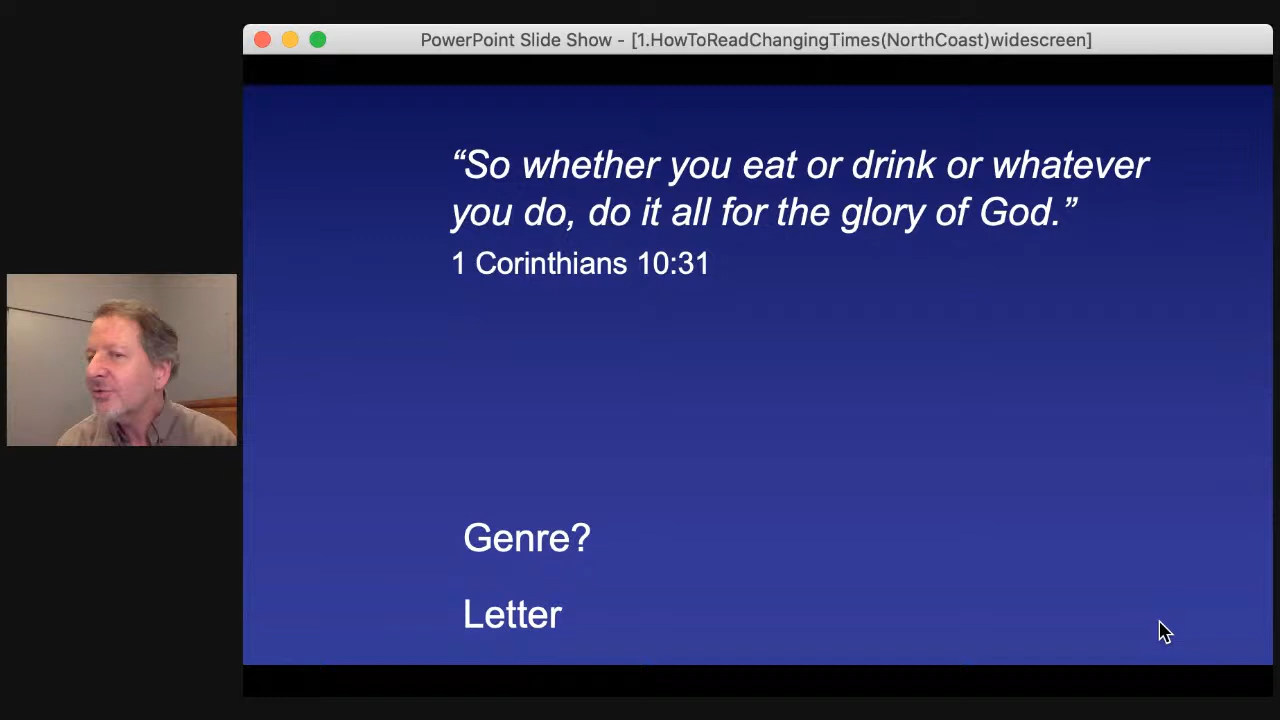 PowerPoint Slide Show - [1.HowToReadChangingTimes(NorthCoast)widescreen]
“So whether you eat or drink or whatever
you do, do it all for the glory of God.”
1 Corinthians 10:31
Genre?
Letter